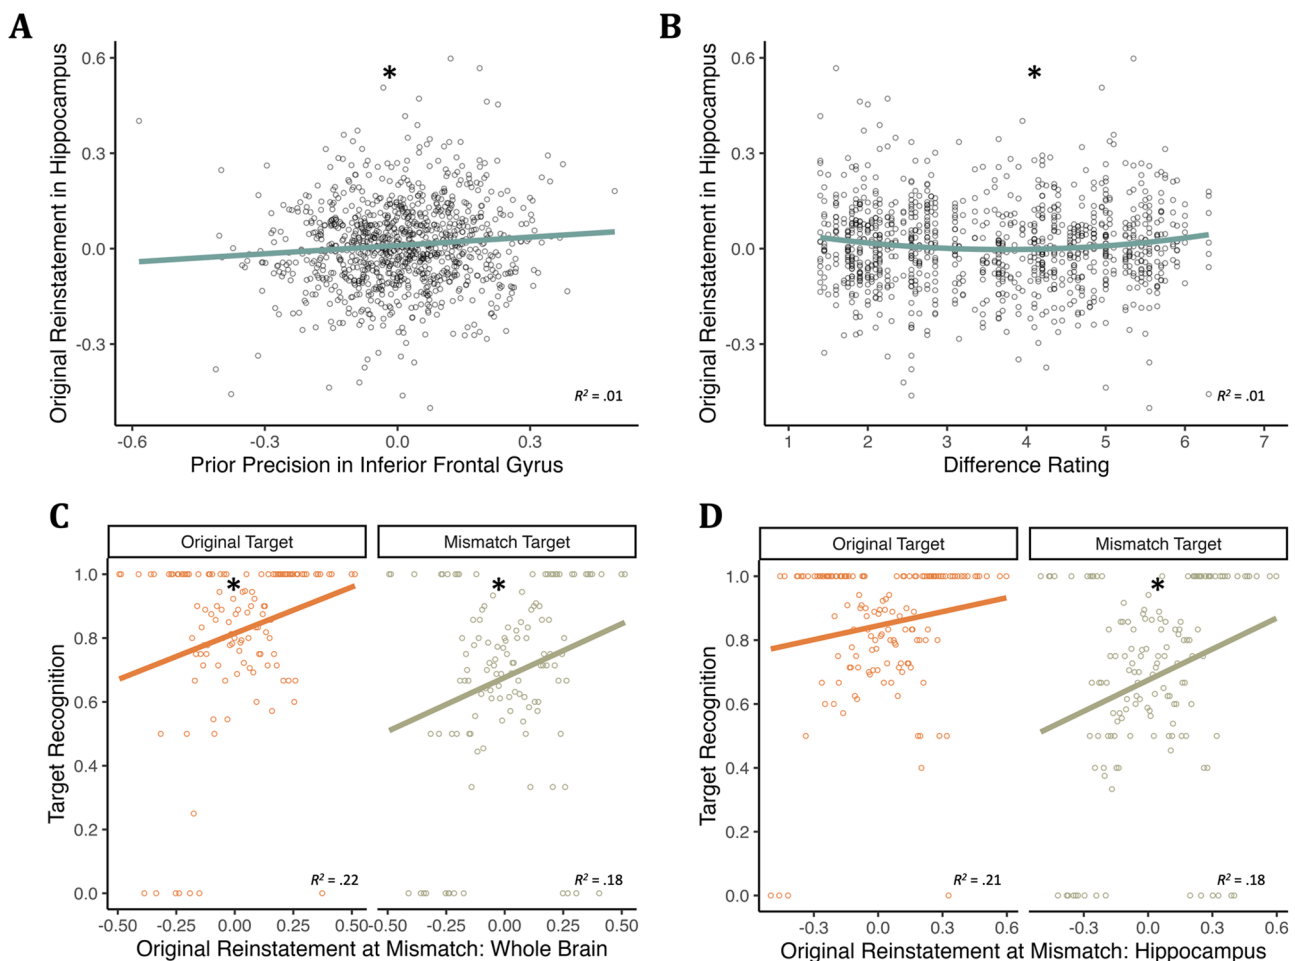 A
B
Original Reinstatement in Hippocampus
0.6
0.3
0.0
-0.3
*
R² = .01
-0.6
-0.3
0.0
0.3
Prior Precision in Inferior Frontal Gyrus
Original Reinstatement in Hippocampus
0.6
0.3
0.0
-0.3
*
R² = .01
1
2
3
4
5
6
7
Difference Rating
C
D
Original Target
Mismatch Target
Target Recognition
1.0
0.8
0.6
0.4
0.2
0.0
*
*
R² = .22
R² = .18
-0.50
-0.25
0.00
0.25
0.50
-0.50
-0.25
0.00
0.25
0.50
Original Reinstatement at Mismatch: Whole Brain
Original Target
Mismatch Target
Target Recognition
1.0
0.8
0.6
0.4
0.2
0.0
*
R² = .21
R² = .18
-0.3
0.0
0.3
0.6
-0.3
0.0
0.3
0.6
Original Reinstatement at Mismatch: Hippocampus